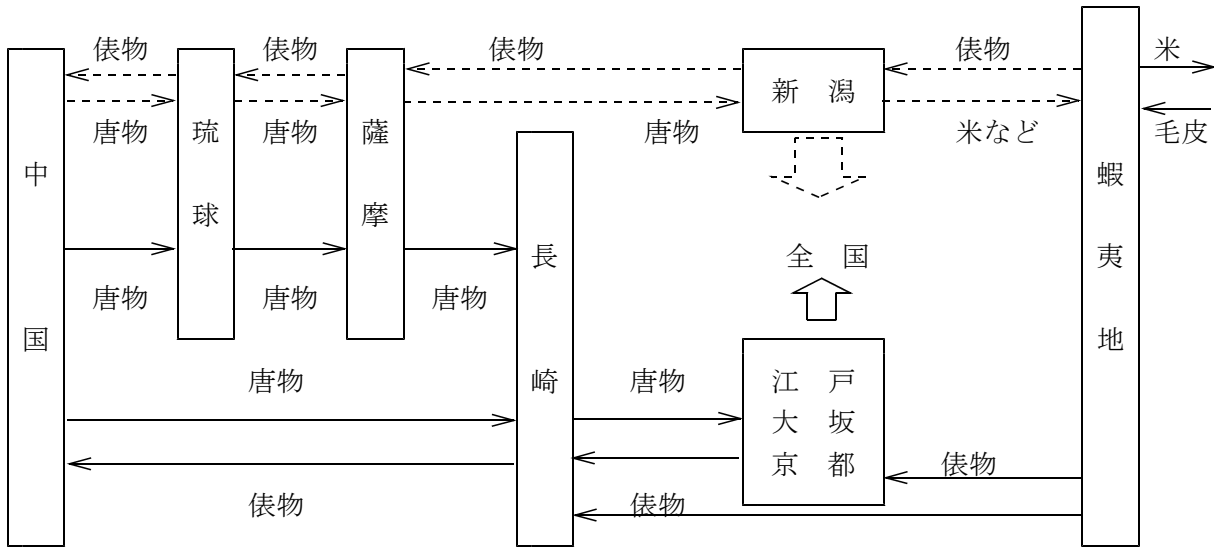 俵物
俵物
俵物
俵物
米
唐物
唐物
唐物
米など
毛皮
中国
琉球
薩摩
長崎
新潟
蝦夷地
全国
唐物
唐物
唐物
唐物
唐物
江戸
大坂
京都
俵物
俵物
俵物